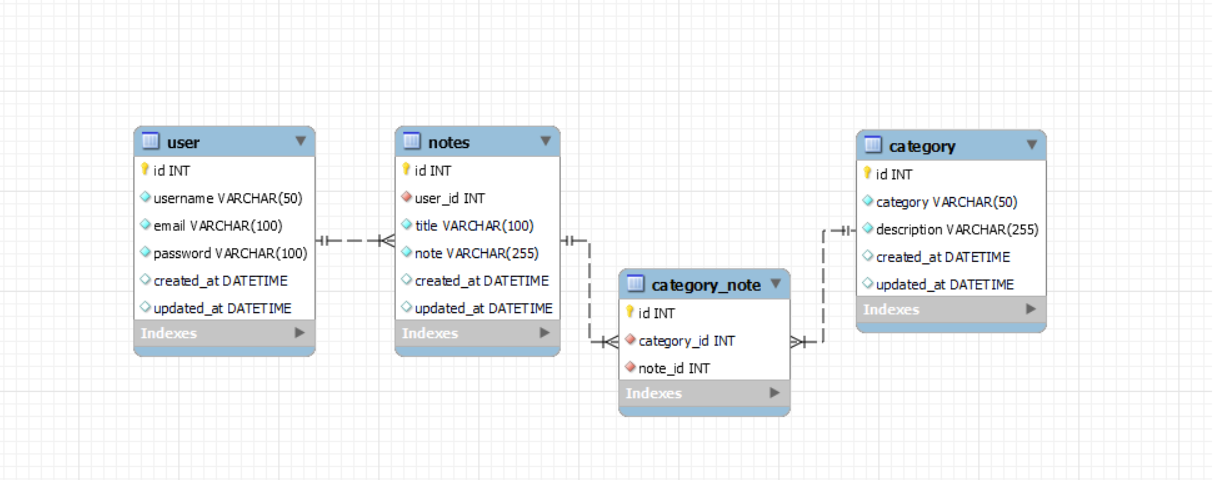 user
id INT
username VARCHAR(50)
email VARCHAR(100)
password VARCHAR(100)
created_at DATETIME
updated_at DATETIME
Indexes
notes
id INT
user_id INT
title VARCHAR(100)
note VARCHAR(255)
created_at DATETIME
updated_at DATETIME
Indexes
category_note
id INT
category_id INT
note_id INT
Indexes
category
id INT
category VARCHAR(50)
description VARCHAR(255)
created_at DATETIME
updated_at DATETIME
Indexes